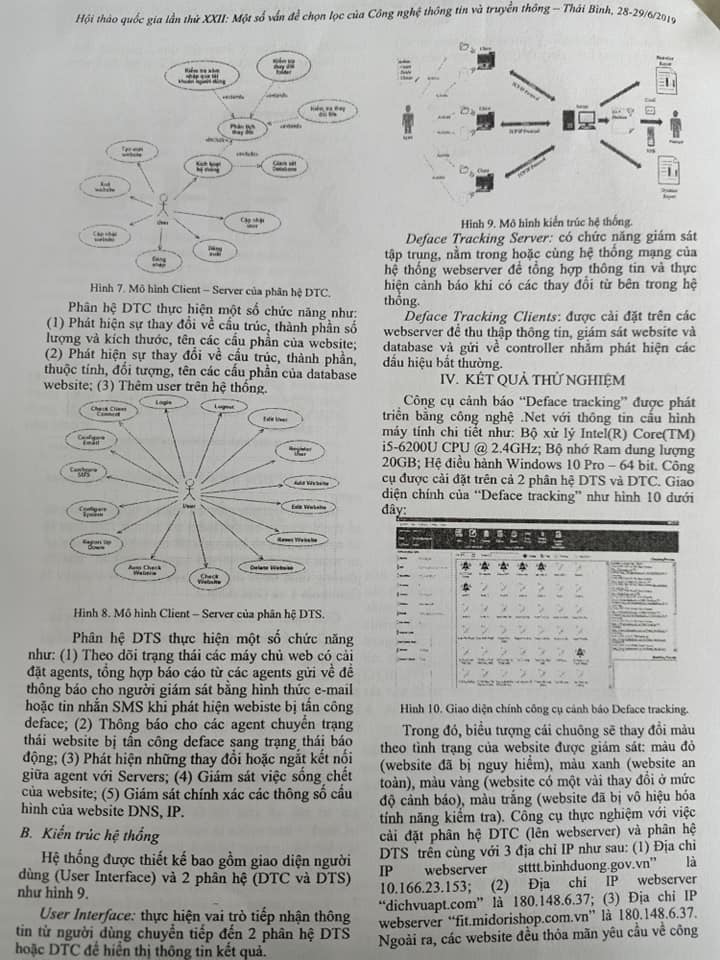 Hội thảo quốc gia lần thứ XXII: Một số vấn đề chọn lọc của Công nghệ thông tin và truyền thông – Thái Bình, 28-29/6/2019
Phân tích
thay đổi
Kích hoạt
hệ thống
Giám sát
Database
User
Cập nhật
user
Cập nhật
website
Hình 7. Mô hình Client – Server của phân hệ DTC.
Phân hệ DTC thực hiện một số chức năng như:
(1) Phát hiện sự thay đổi về cấu trúc, thành phần số
lượng và kích thước, tên các cấu phần của website;
(2) Phát hiện sự thay đổi về cấu trúc, thành phần,
thuộc tính, đối tượng, tên các cấu phần của database
website; (3) Thêm user trên hệ thống.
Check Client
Connect
Login
Logout
Edit User
Configure
Email
Register
User
Configure
SMS
Add Website
Configure
System
User
Edit Website
Report Up
Down
Reset Website
Auto Check
Website
Check
Website
Delete Website
Hình 8. Mô hình Client – Server của phân hệ DTS.
Phân hệ DTS thực hiện một số chức năng
như: (1) Theo dõi trạng thái các máy chủ web có cài
đặt agents, tổng hợp báo cáo từ các agents gửi về để
thông báo cho người giám sát bằng hình thức e-mail
hoặc tin nhắn SMS khi phát hiện webiste bị tấn công
deface; (2) Thông báo cho các agent chuyển trạng
thái website bị tấn công deface sang trạng thái báo
động; (3) Phát hiện những thay đổi hoặc ngắt kết nối
giữa agent với Servers; (4) Giám sát việc sống chết
của website; (5) Giám sát chính xác các thông số cấu
hình của website DNS, IP.
B. Kiến trúc hệ thống
Hệ thống được thiết kế bao gồm giao diện người
dùng (User Interface) và 2 phân hệ (DTC và DTS)
như hình 9.
User Interface: thực hiện vai trò tiếp nhận thông
tin từ người dùng chuyển tiếp đến 2 phân hệ DTS
hoặc DTC để hiển thị thông tin kết quả.
Client
Client
Client
TCP/IP Protocol
TCP/IP Protocol
TCP/IP Protocol
Server
Hình 9. Mô hình kiến trúc hệ thống.
Deface Tracking Server: có chức năng giám sát
tập trung, nằm trong hoặc cùng hệ thống mạng của
hệ thống webserver để tổng hợp thông tin và thực
hiện cảnh báo khi có các thay đổi từ bên trong hệ
thống.
Deface Tracking Clients: được cài đặt trên các
webserver để thu thập thông tin, giám sát website và
database và gửi về controller nhằm phát hiện các
dấu hiệu bất thường.
IV. KẾT QUẢ THỬ NGHIỆM
Công cụ cảnh báo “Deface tracking” được phát
triển bằng công nghệ .Net với thông tin cấu hình
máy tính chi tiết như: Bộ xử lý Intel(R) Core(TM)
i5-6200U CPU @ 2.4GHz; Bộ nhớ Ram dung lượng
20GB; Hệ điều hành Windows 10 Pro – 64 bit. Công
cụ được cài đặt trên cả 2 phân hệ DTS và DTC. Giao
diện chính của “Deface tracking” như hình 10 dưới
đây:
Hình 10. Giao diện chính công cụ cảnh báo Deface tracking.
Trong đó, biểu tượng cái chuông sẽ thay đổi màu
theo tình trạng của website được giám sát: màu đỏ
(website đã bị nguy hiểm), màu xanh (website an
toàn), màu vàng (website có một vài thay đổi ở mức
độ cảnh báo), màu trắng (website đã bị vô hiệu hóa
tính năng kiểm tra). Công cụ thực nghiệm với việc
cài đặt phân hệ DTC (lên webserver) và phân hệ
DTS trên cùng với 3 địa chỉ IP như sau: (1) Địa chỉ
IP webserver stttt.binhduong.gov.vn” là
10.166.23.153; (2) Địa chỉ IP webserver
“dichvuapt.com” là 180.148.6.37; (3) Địa chỉ IP
webserver “fit.midorishop.com.vn” là 180.148.6.37.
Ngoài ra, các website đều thỏa mãn yêu cầu về công